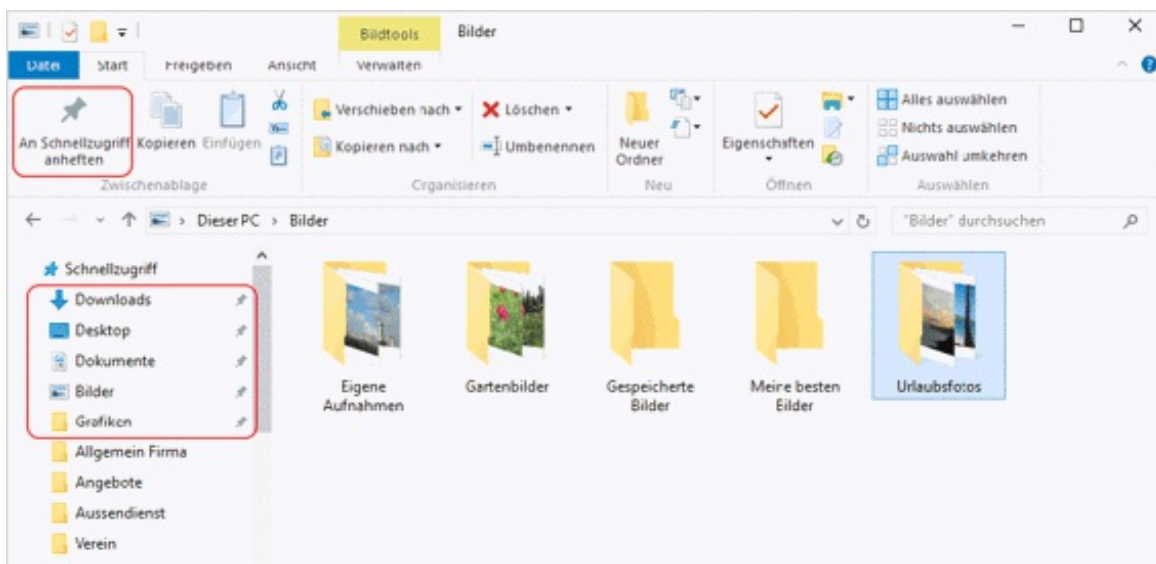 Bildtools Bilder
Datei Start Freigeben Ansicht Verwalten
An Schnellzugriff anheften
Kopieren Einfügen
Verschieben nach
Kopieren nach
Löschen
Umbenennen
Neuer
Ordner
Eigenschaften
Alles auswählen
Nichts auswählen
Auswahl umkehren
Zwischenablage Organisieren Neu Öffnen Auswählen
Dieser PC > Bilder
"Bilder" durchsuchen
Schnellzugriff
Downloads
Desktop
Dokumente
Bilder
Grafiken
Allgemein Firma
Angebote
Aussendienst
Verein
Eigene
Aufnahmen
Gartenbilder
Gespeicherte
Bilder
Meine besten
Bilder
Urlaubsfotos